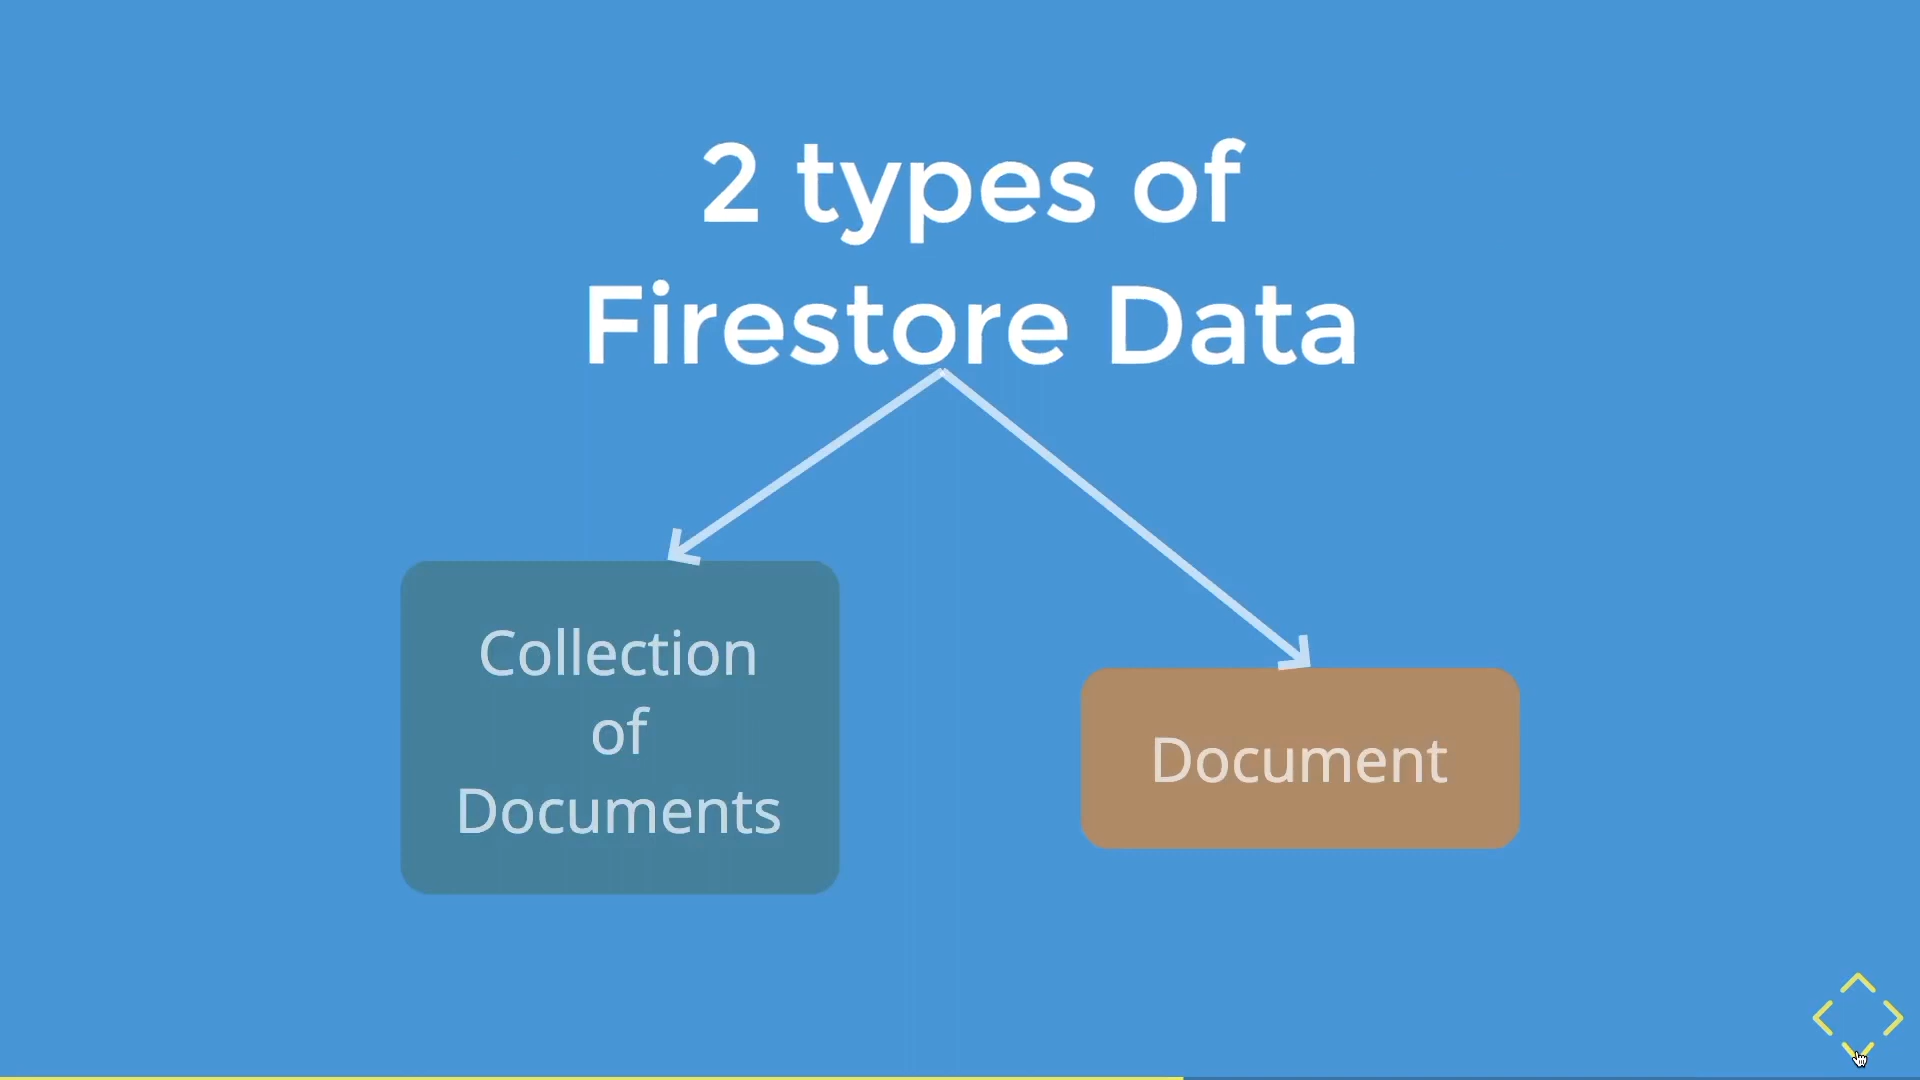 2 types of
Firestore Data
Collection
of
Documents
Document